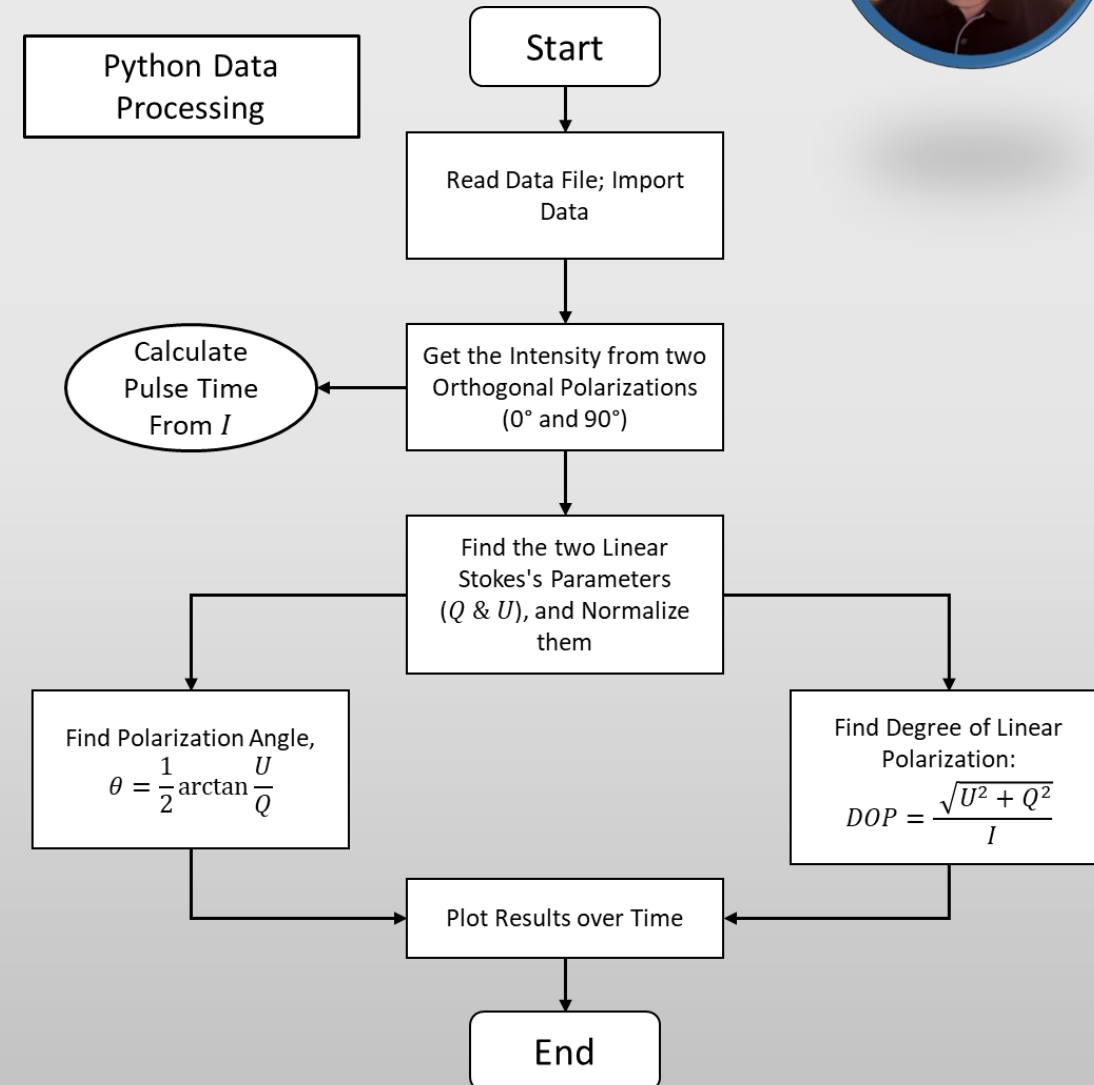 Python Data
Processing
Start
Read Data File; Import
Data
Calculate
Pulse Time
From I
Get the Intensity from two
Orthogonal Polarizations
(0° and 90°)
Find the two Linear
Stokes's Parameters
(Q & U), and Normalize
them
Find Polarization Angle,
θ = 1/2 arctan U/Q
Find Degree of Linear
Polarization:
DOP = √(U² + Q²)/I
Plot Results over Time
End